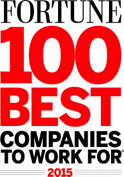 FORTUNE
100
BEST
COMPANIES
TO WORK FOR®
2015